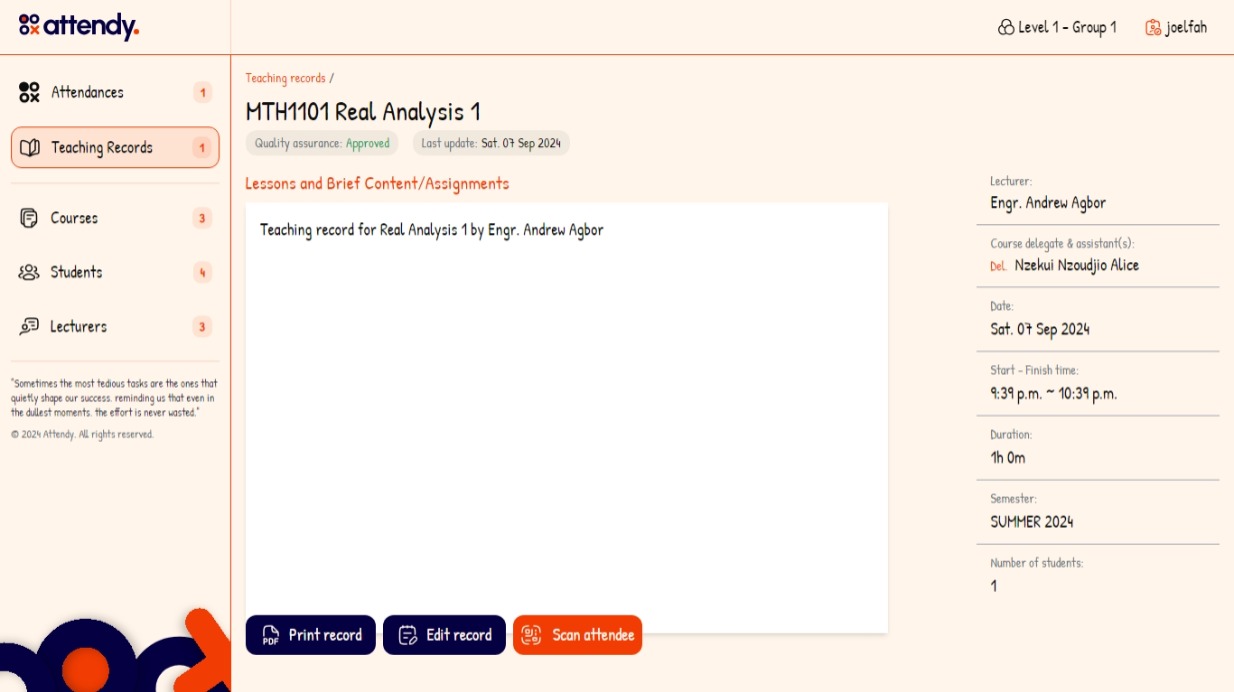 attendy.
Level 1 - Group 1
joelfah
Attendances 1
Teaching Records 1
Courses 3
Students 4
Lecturers 3
"Sometimes the most tedious tasks are the ones that
quietly shape our success. reminding us that even in
the dullest moments. the effort is never wasted."
© 2024 Attendy. All rights reserved.
Teaching records /
MTH1101 Real Analysis 1
Quality assurance: Approved
Last update: Sat. 07 Sep 2024
Lessons and Brief Content/Assignments
Teaching record for Real Analysis 1 by Engr. Andrew Agbor
PDF Print record
Edit record
Scan attendee
Lecturer:
Engr. Andrew Agbor
Course delegate & assistant(s):
Del. Nzekui Nzoudjio Alice
Date:
Sat. 07 Sep 2024
Start - Finish time:
9:39 p.m. ~ 10:39 p.m.
Duration:
1h 0m
Semester:
SUMMER 2024
Number of students:
1